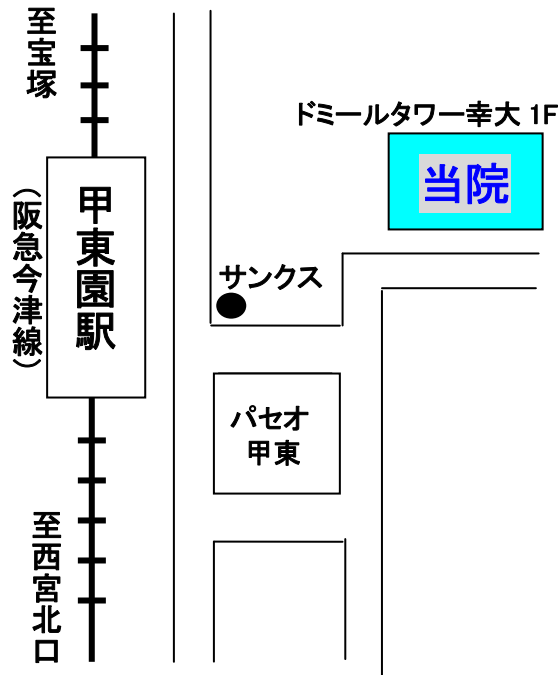 至宝塚
ドミールタワー幸大 1F
当院
甲東園駅
（阪急今津線）
サンクス
パセオ
甲東
至西宮北口